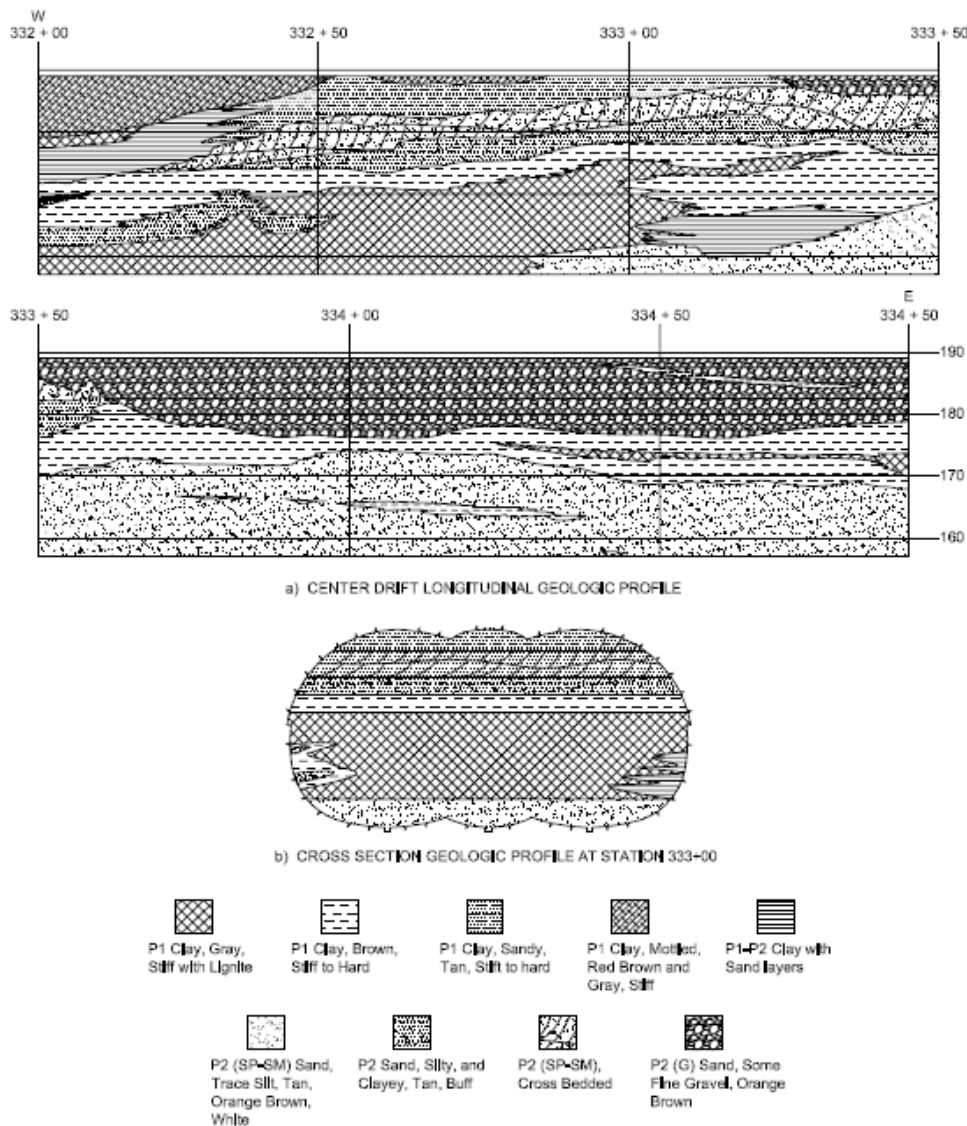 W
332 + 00 332 + 50 333 + 00 333 + 50
E
333 + 50 334 + 00 334 + 50 334 + 50
190
180
170
160
a) CENTER DRIFT LONGITUDINAL GEOLOGIC PROFILE
b) CROSS SECTION GEOLOGIC PROFILE AT STATION 333+00
P1 Clay, Gray,
Stiff with Lignite
P1 Clay, Brown,
Stiff to Hard
P1 Clay, Sandy,
Tan, Stiff to hard
P1 Clay, Mottled,
Red Brown and
Gray, Stiff
P1-P2 Clay with
Sand layers
P2 (SP-SM) Sand,
Trace Silt, Tan,
Orange Brown,
White
P2 Sand, Silty, and
Clayey, Tan, Buff
P2 (SP-SM),
Cross Bedded
P2 (G) Sand, Some
Fine Gravel, Orange
Brown